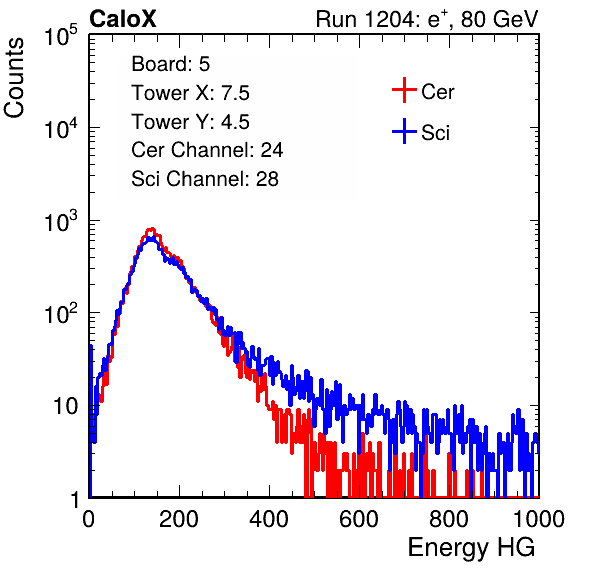 CaloX Run 1204: e⁺, 80 GeV
Board: 5
Tower X: 7.5
Tower Y: 4.5
Cer Channel: 24
Sci Channel: 28
Cer
Sci
Counts
10⁵
10⁴
10³
10²
10
1
0 200 400 600 800 1000
Energy HG